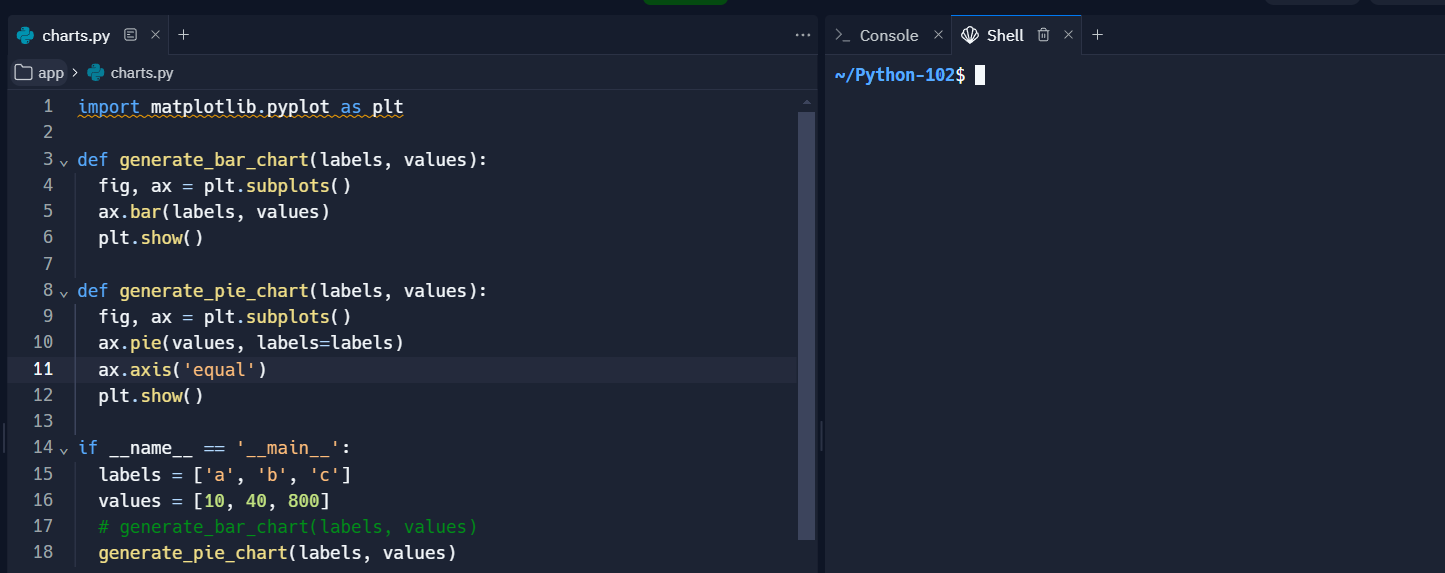 charts.py
Console
Shell
app > charts.py
~/Python-102$
1 import matplotlib.pyplot as plt
2
3 def generate_bar_chart(labels, values):
4   fig, ax = plt.subplots()
5   ax.bar(labels, values)
6   plt.show()
7
8 def generate_pie_chart(labels, values):
9   fig, ax = plt.subplots()
10   ax.pie(values, labels=labels)
11   ax.axis('equal')
12   plt.show()
13
14 if __name__ == '__main__':
15   labels = ['a', 'b', 'c']
16   values = [10, 40, 800]
17   # generate_bar_chart(labels, values)
18   generate_pie_chart(labels, values)